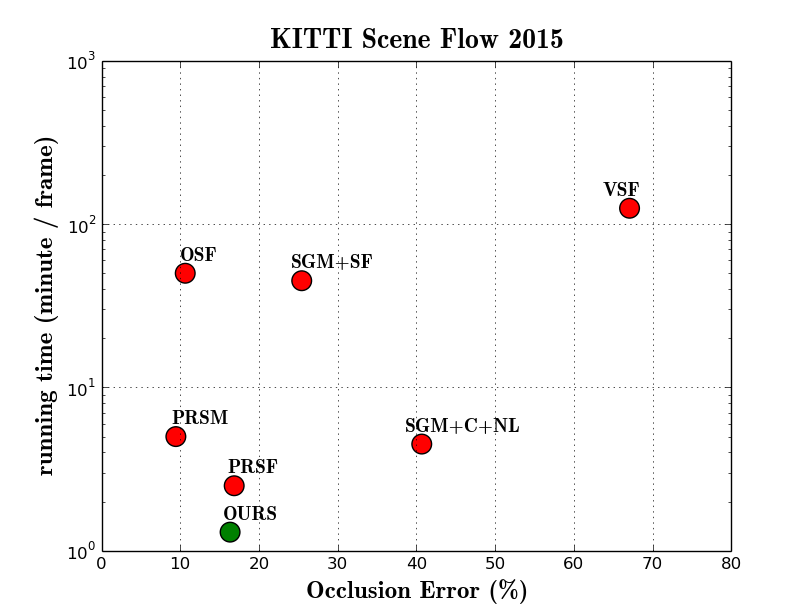 KITTI Scene Flow 2015
running time (minute / frame)
10^3
10^2
10^1
10^0
VSF
OSF
SGM+SF
PRSM
SGM+C+NL
PRSF
OURS
0 10 20 30 40 50 60 70 80
Occlusion Error (%)